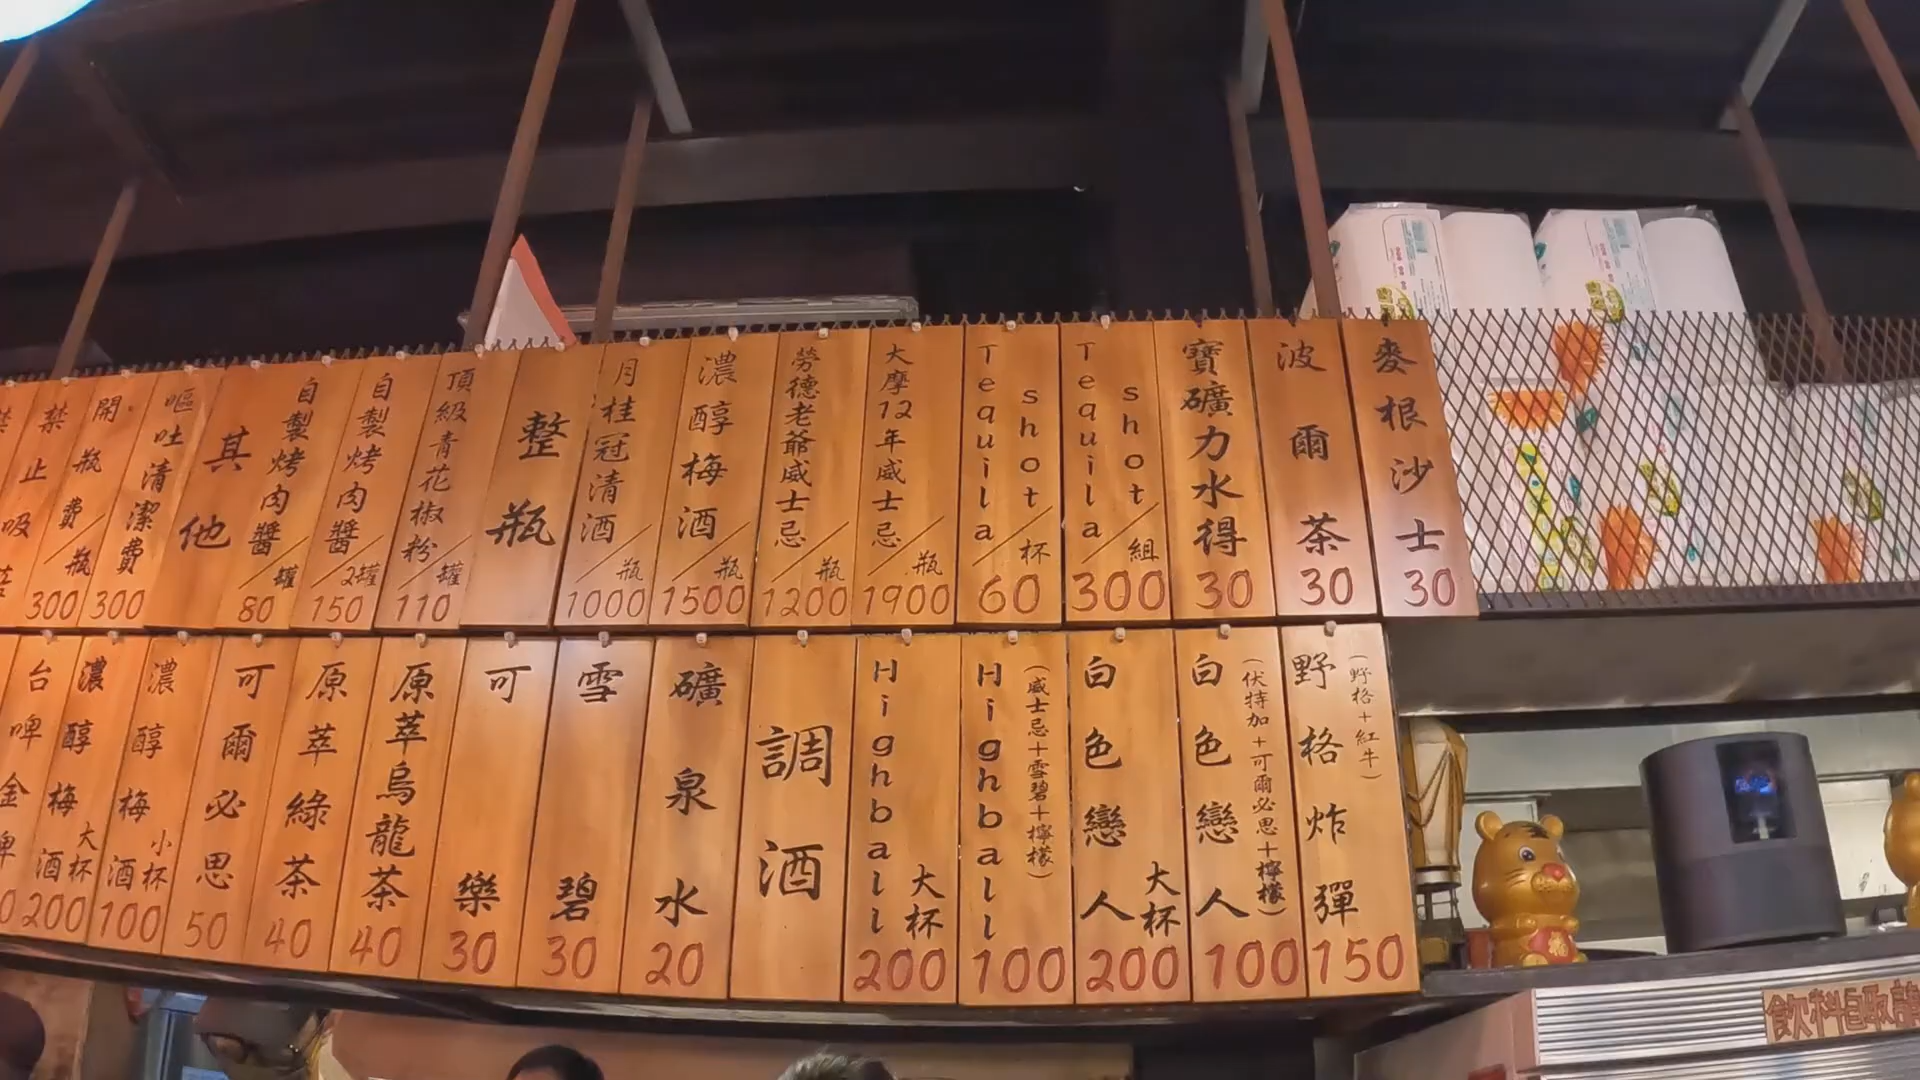 麥根沙士 30
波爾茶 30
寶礦力水得 30
Tequila shot/組 300
Tequila shot/杯 60
大摩12年威士忌/瓶 1900
勞德老爺威士忌/瓶 1200
濃醇梅酒/瓶 1500
月桂冠清酒/瓶 1000
整瓶
頂級青花椒粉/罐 110
自製烤肉醬/2罐 150
自製烤肉醬/罐 80
其他
嘔吐清潔費 300
開瓶費/瓶 300
禁止吸
野格炸彈 150
(野格+紅牛)
白色戀人 100
(伏特加+可爾必思+檸檬)
白色戀人 大杯 200
Highball 100
(威士忌+雪碧+檸檬)
Highball 大杯 200
調酒
礦泉水 20
雪碧 30
可樂 30
原萃烏龍茶 40
原萃綠茶 40
可爾必思 50
濃醇梅酒 小杯 100
濃醇梅酒 大杯 200
台啤金啤
飲料自取請